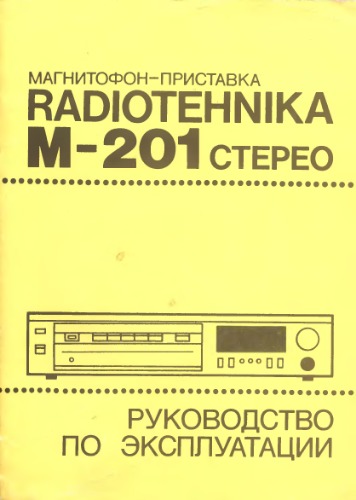 МАГНИТОФОН-ПРИСТАВКА
RADIOTEHNIKA
М-201 СТЕРЕО
РУКОВОДСТВО
ПО ЭКСПЛУАТАЦИИ